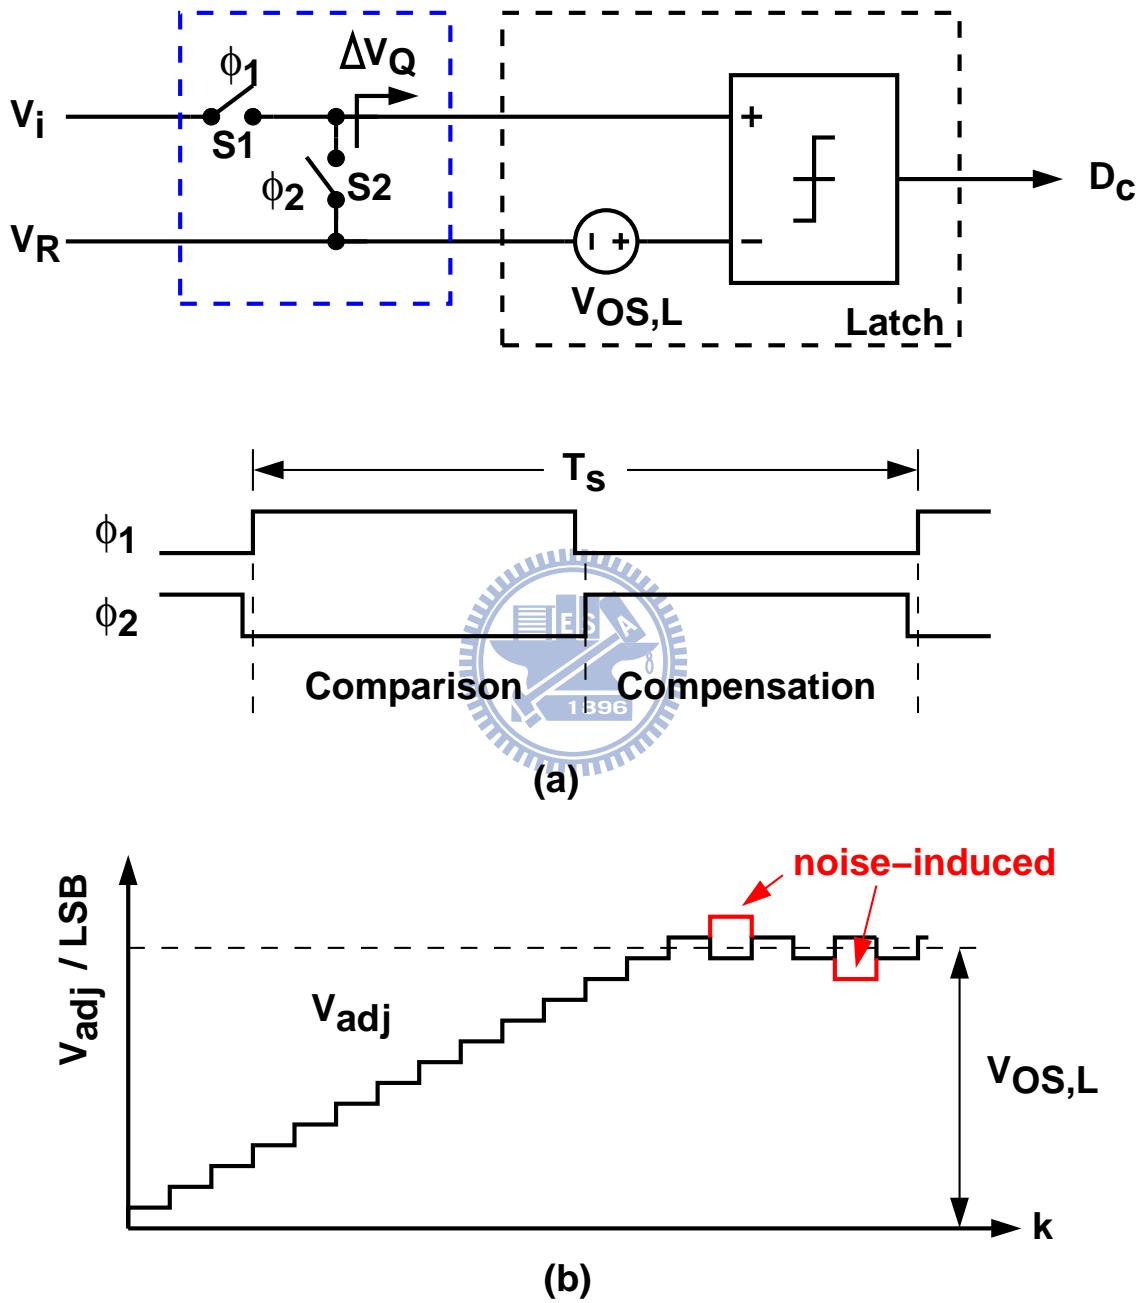 ΔVQ
ϕ1
Vi
S1
ϕ2
S2
VR
+
−
− +
VOS,L
Latch
Dc
Ts
ϕ1
ϕ2
E S A
Comparison
Compensation
1896
(a)
noise−induced
Vadj / LSB
Vadj
VOS,L
k
(b)